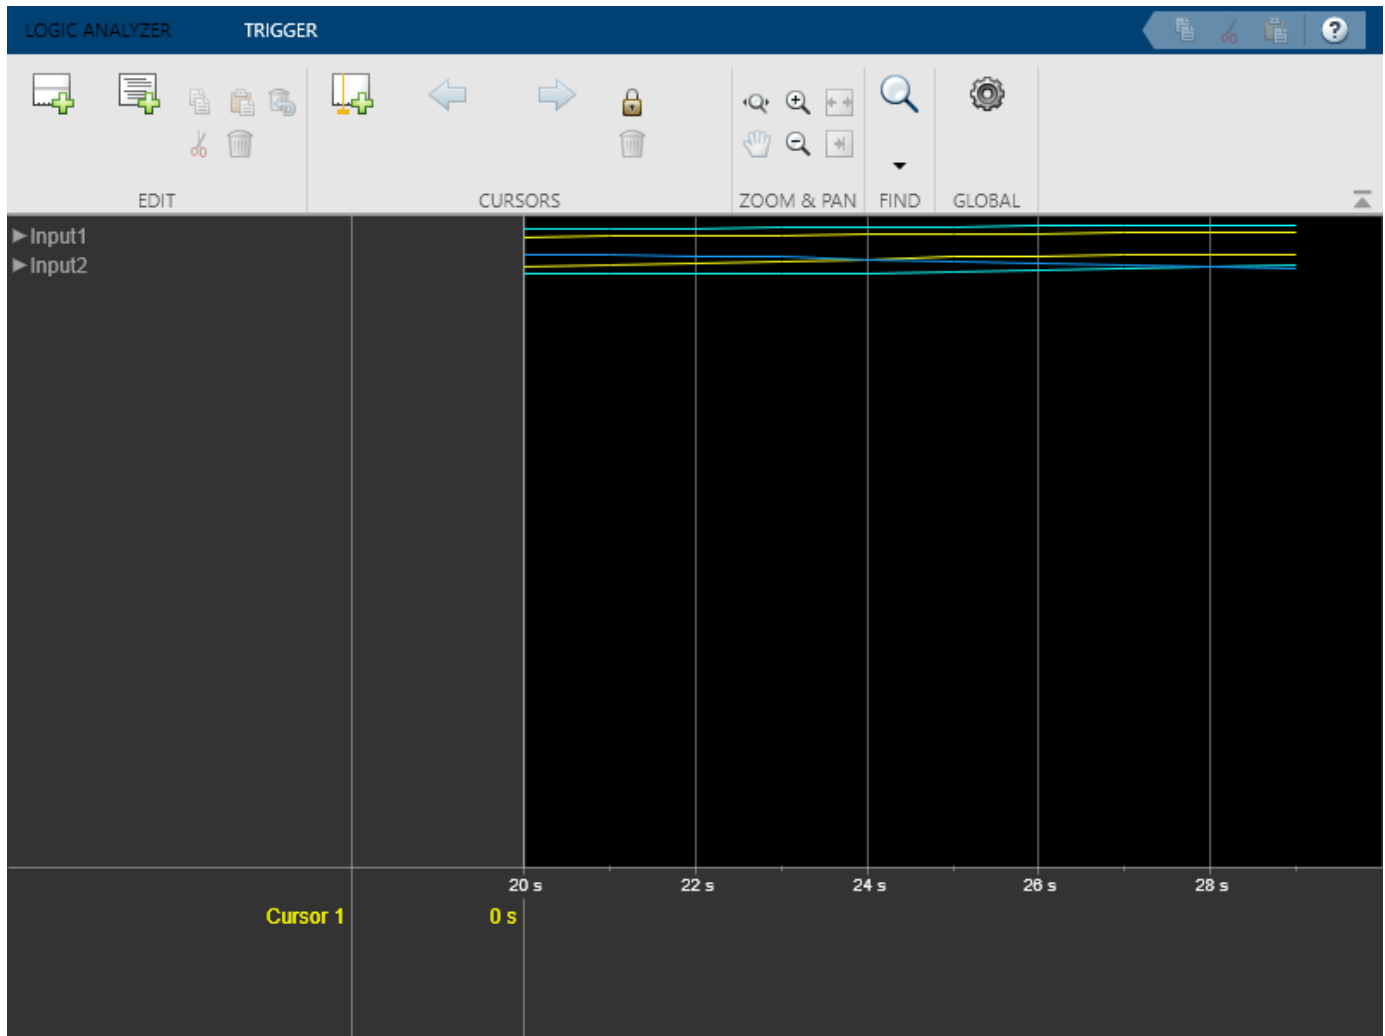 LOGIC ANALYZER TRIGGER
EDIT CURSORS ZOOM & PAN FIND GLOBAL
Input1
Input2
20 s 22 s 24 s 26 s 28 s
Cursor 1 0 s